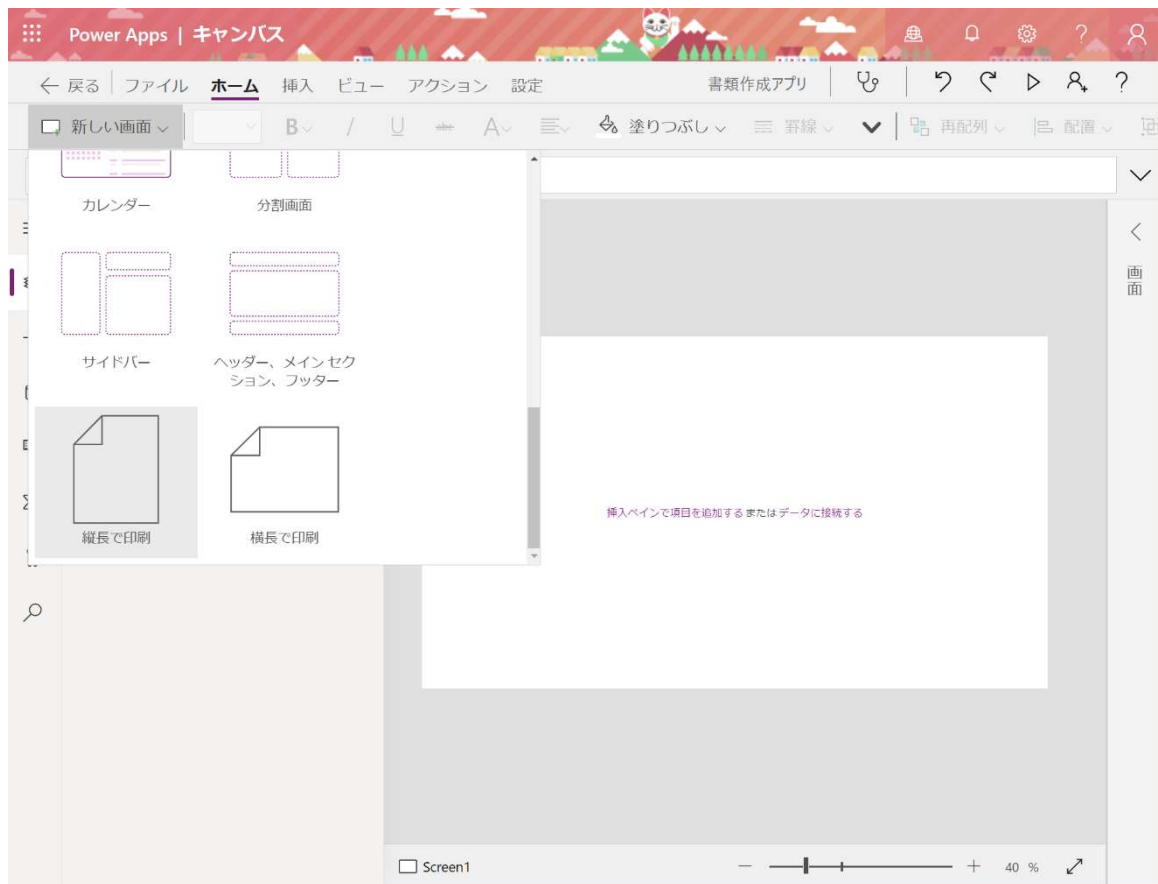 Power Apps | キャンバス
戻る ファイル ホーム 挿入 ビュー アクション 設定 書類作成アプリ ?
新しい画面 B / U abc A 塗りつぶし 罫線 再配列 配置
カレンダー 分割画面
画面
サイドバー ヘッダー、メイン セクション、フッター
縦長で印刷 横長で印刷
挿入ペインで項目を追加する または データに接続する
Screen1 40 %